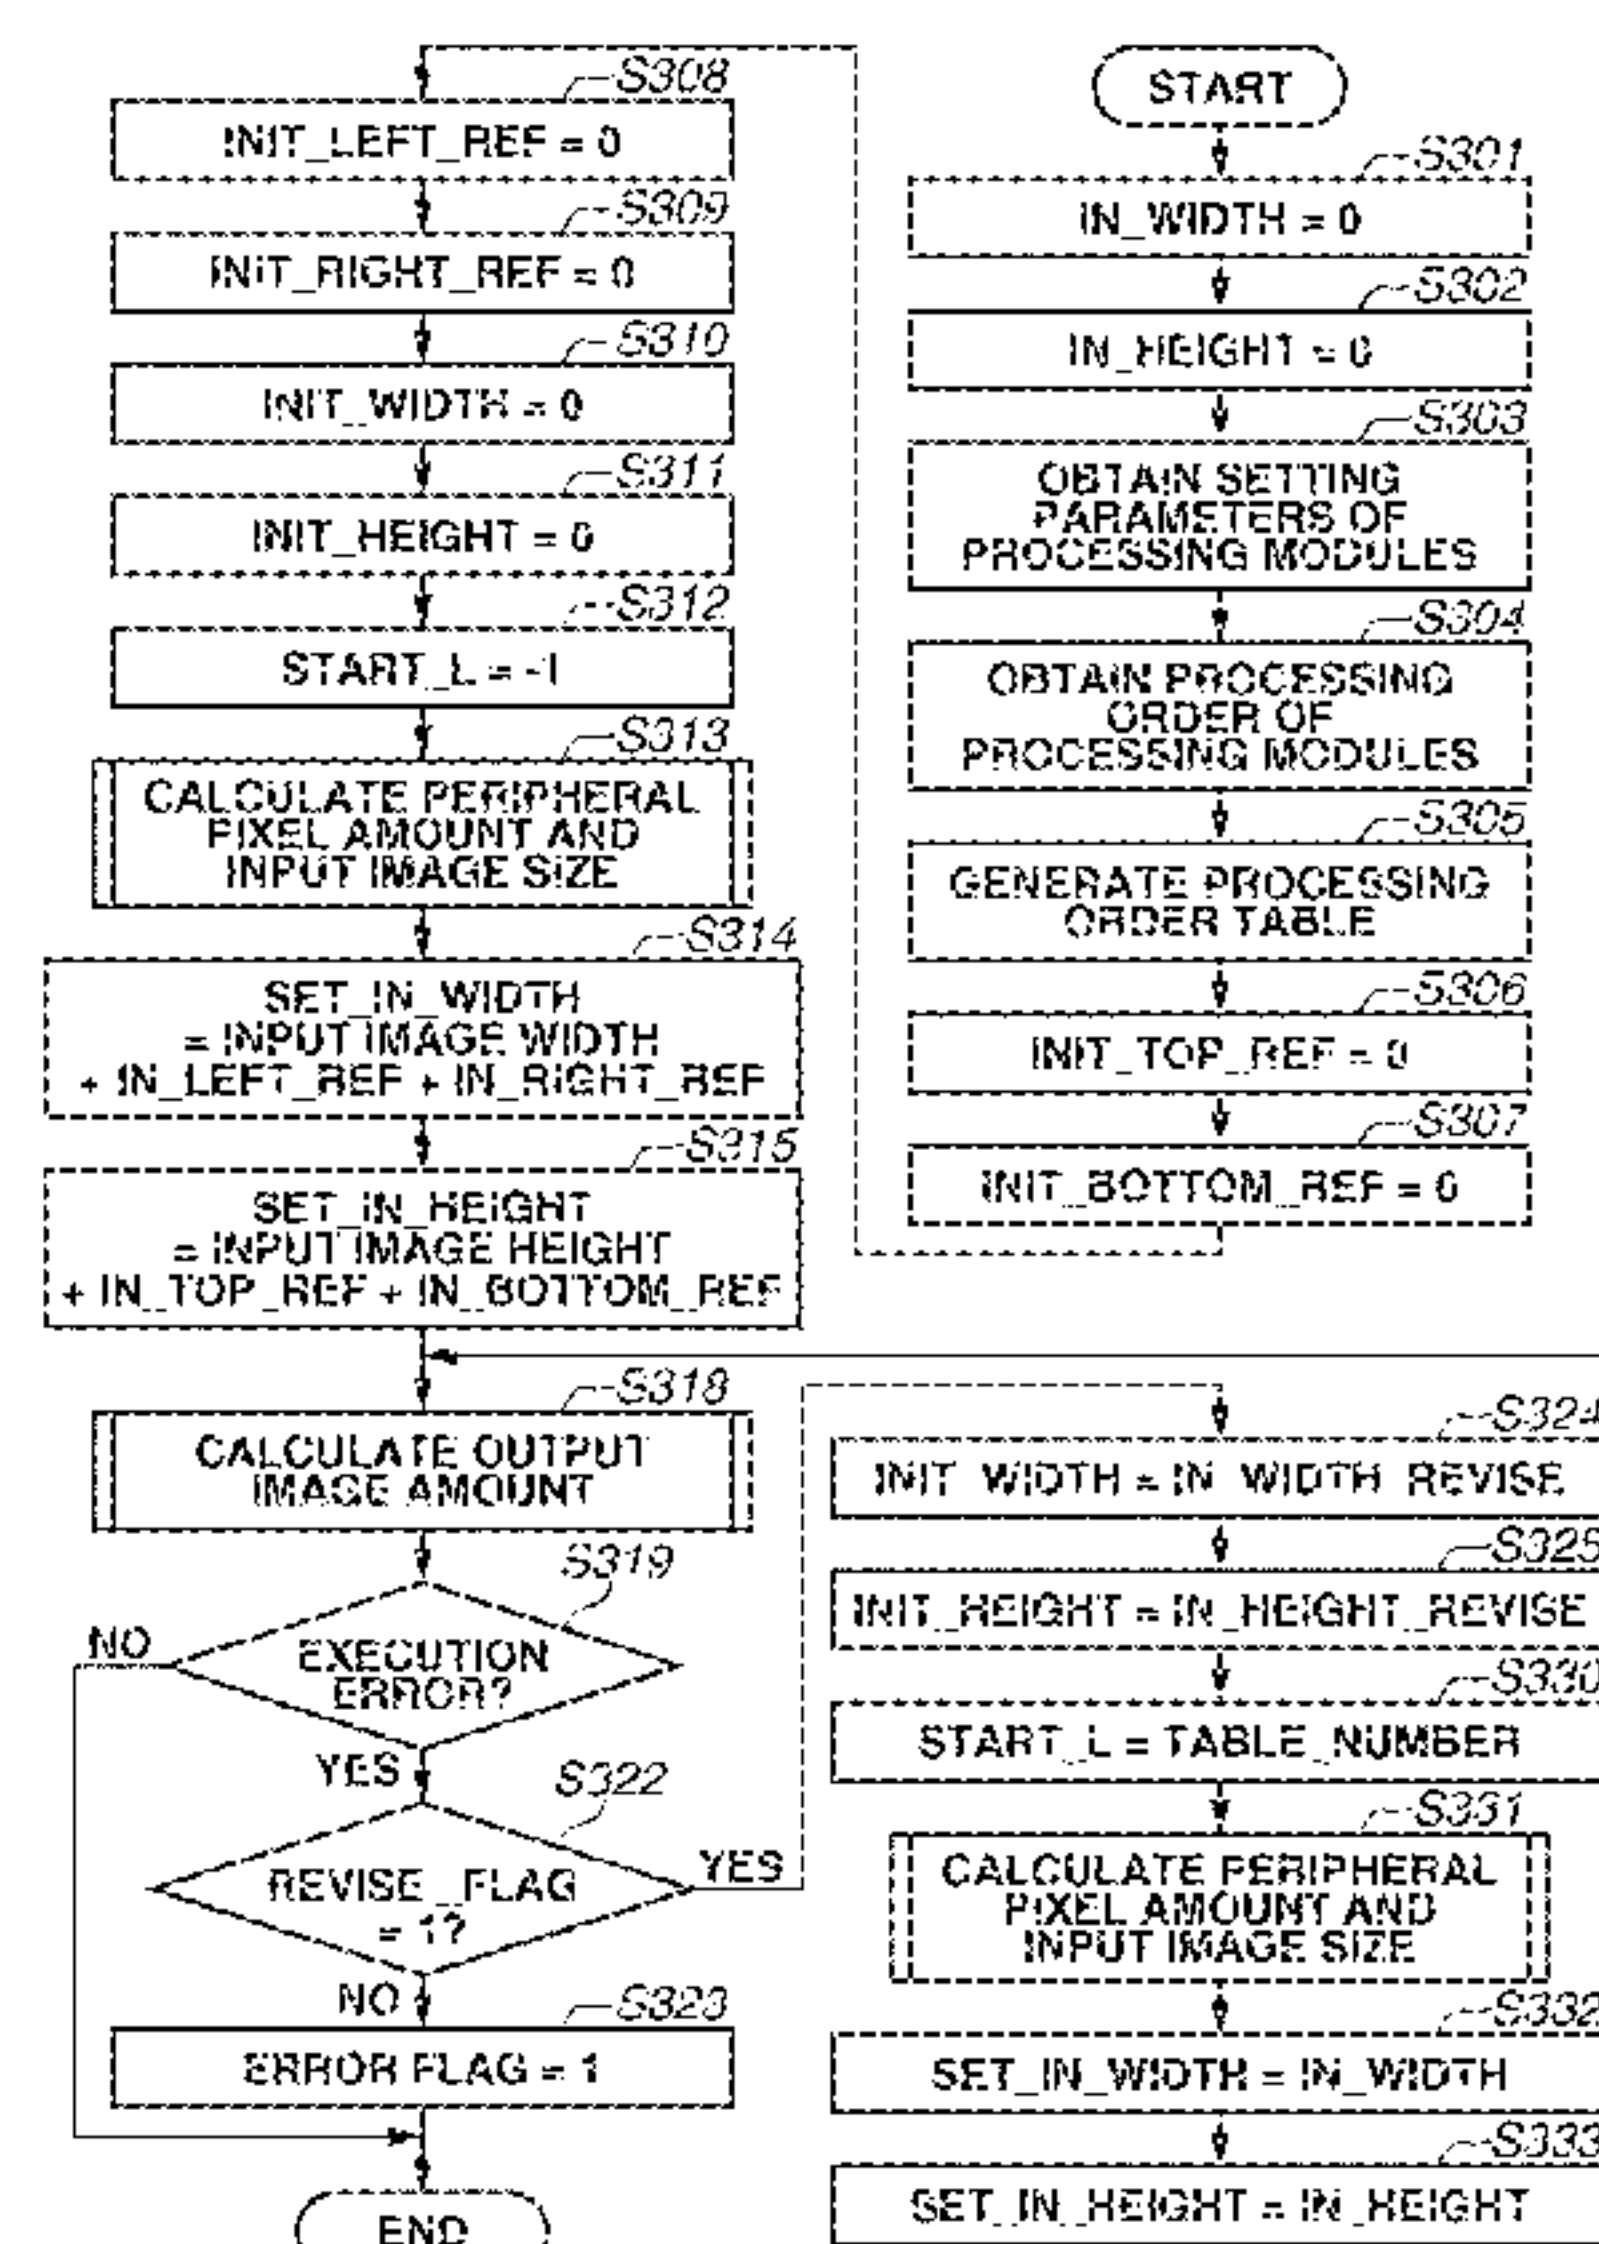 START
S301
IN_WIDTH = 0
S302
IN_HEIGHT = 0
S303
OBTAIN SETTING
PARAMETERS OF
PROCESSING MODULES
S304
OBTAIN PROCESSING
ORDER OF
PROCESSING MODULES
S305
GENERATE PROCESSING
ORDER TABLE
S306
INIT_TOP_REF = 0
S307
INIT_BOTTOM_REF = 0
S308
INIT_LEFT_REF = 0
S309
INIT_RIGHT_REF = 0
S310
INIT_WIDTH = 0
S311
INIT_HEIGHT = 0
S312
START_L = -1
S313
CALCULATE PERIPHERAL
PIXEL AMOUNT AND
INPUT IMAGE SIZE
S314
SET_IN_WIDTH
= INPUT IMAGE WIDTH
+ IN_LEFT_REF + IN_RIGHT_REF
S315
SET_IN_HEIGHT
= INPUT IMAGE HEIGHT
+ IN_TOP_REF + IN_BOTTOM_REF
S318
CALCULATE OUTPUT
IMAGE AMOUNT
S319
EXECUTION
ERROR?
NO
YES
S322
REVISE_FLAG
= 1?
YES
NO
S323
ERROR FLAG = 1
END
S324
INIT_WIDTH = IN_WIDTH_REVISE
S325
INIT_HEIGHT = IN_HEIGHT_REVISE
S330
START_L = TABLE_NUMBER
S331
CALCULATE PERIPHERAL
PIXEL AMOUNT AND
INPUT IMAGE SIZE
S332
SET_IN_WIDTH = IN_WIDTH
S333
SET_IN_HEIGHT = IN_HEIGHT